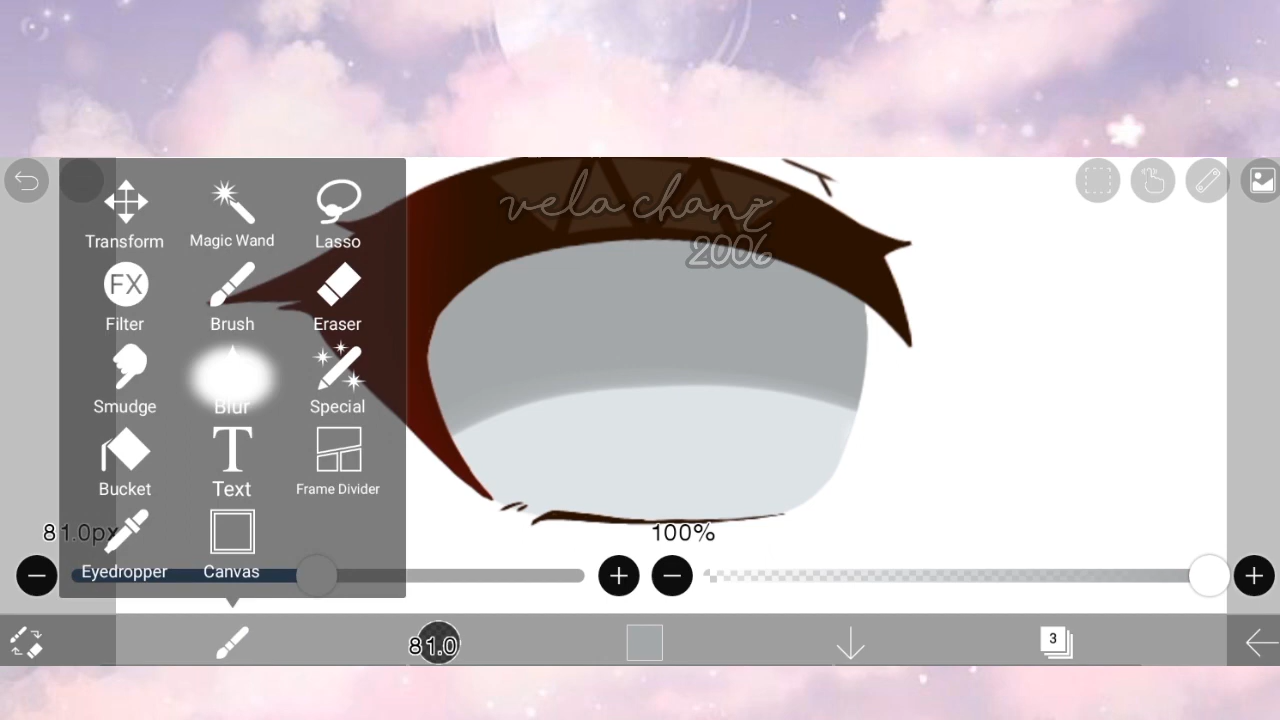 vela chanz
2006
Transform
Magic Wand
Lasso
FX
Filter
Brush
Eraser
Smudge
Blur
Special
T
Bucket
Text
Frame Divider
81.0px
100%
Eyedropper
Canvas
81.0
3